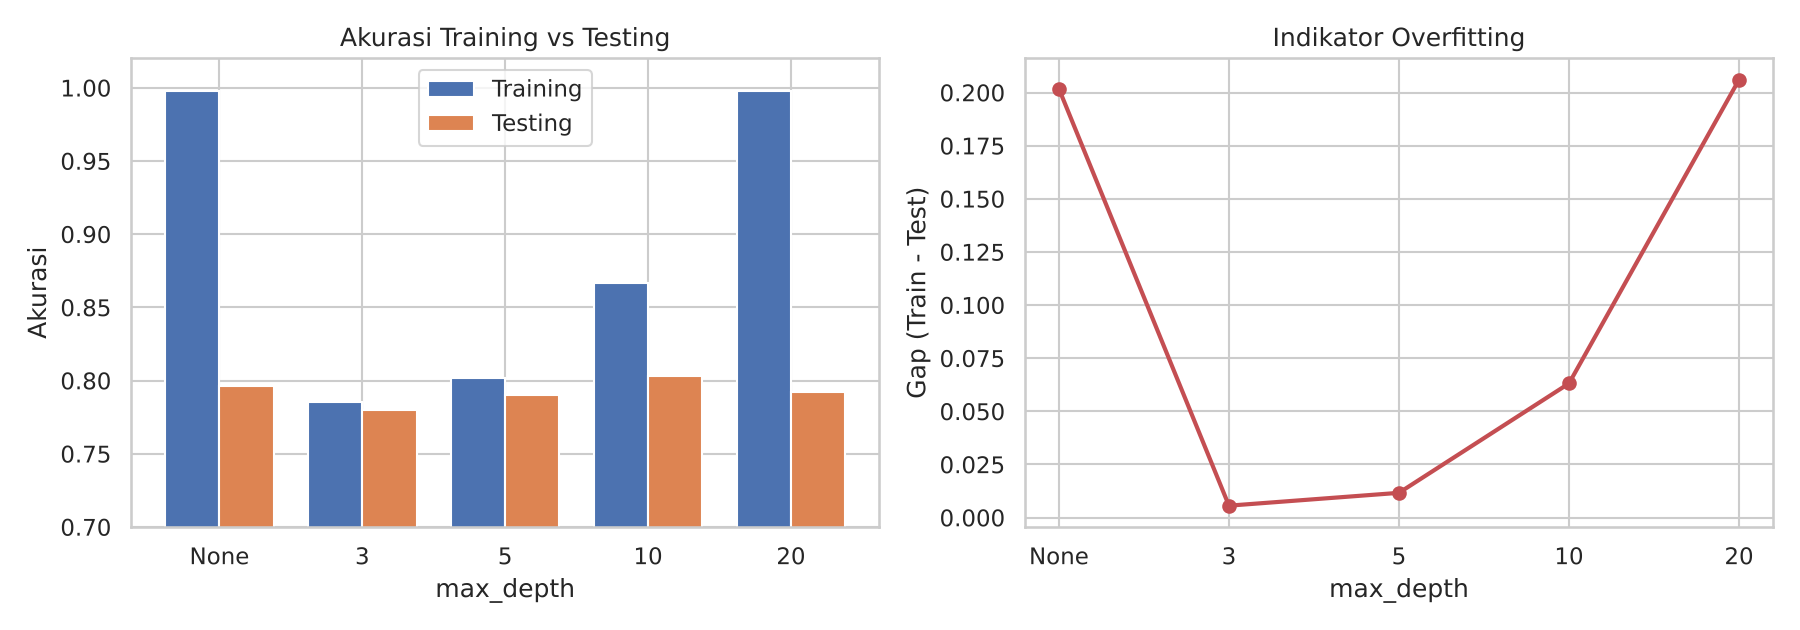 Akurasi Training vs Testing
Training
Testing
Akurasi
1.00
0.95
0.90
0.85
0.80
0.75
0.70
None 3 5 10 20
max_depth
Indikator Overfitting
Gap (Train - Test)
0.200
0.175
0.150
0.125
0.100
0.075
0.050
0.025
0.000
None 3 5 10 20
max_depth